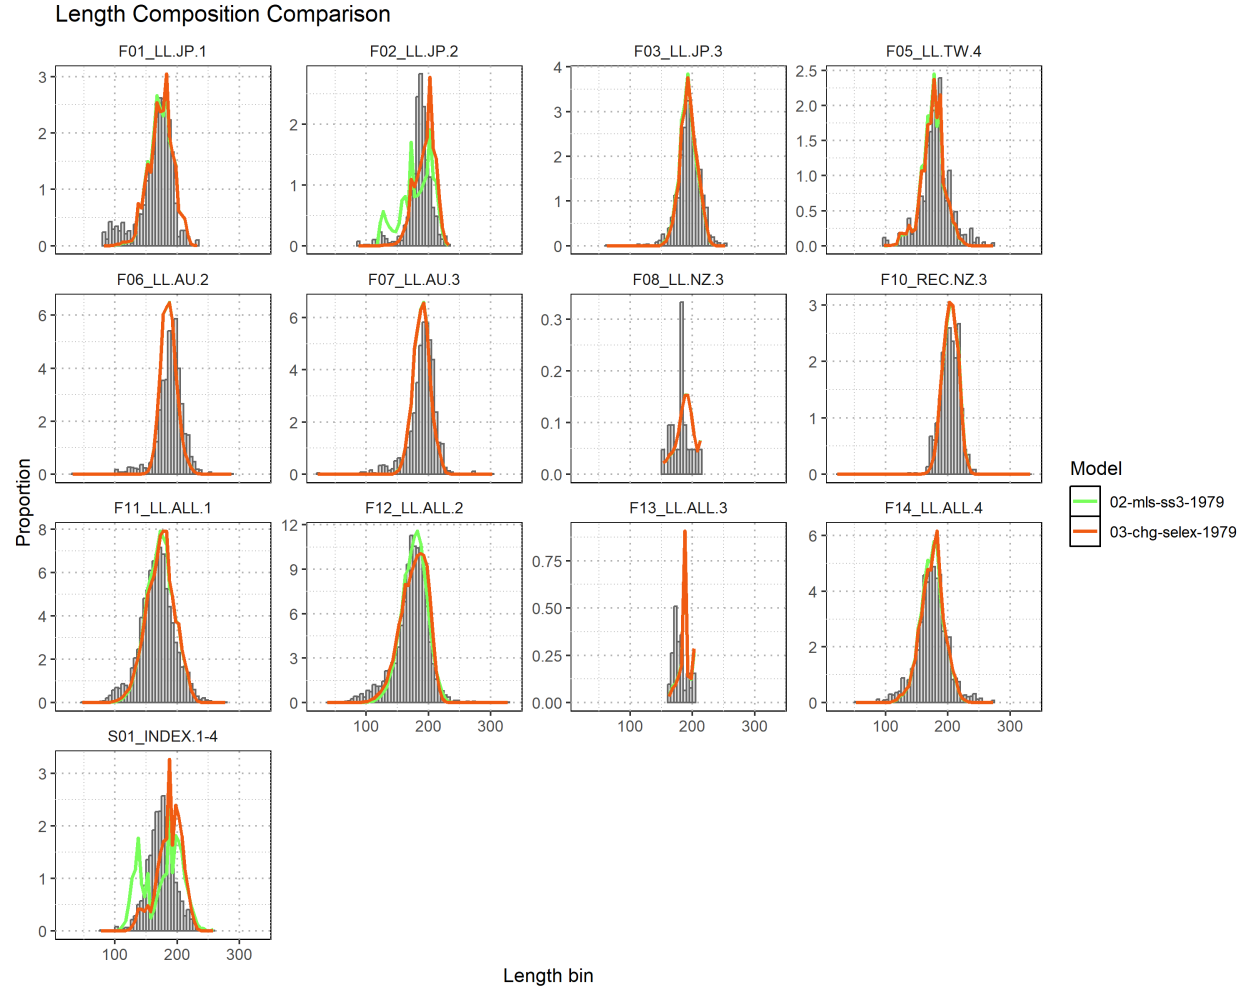 Length Composition Comparison
F01_LL.JP.1
F02_LL.JP.2
F03_LL.JP.3
F05_LL.TW.4
3
2
1
0
2
1
0
4
3
2
1
0
2.5
2.0
1.5
1.0
0.5
0.0
F06_LL.AU.2
F07_LL.AU.3
F08_LL.NZ.3
F10_REC.NZ.3
6
4
2
0
6
4
2
0
0.3
0.2
0.1
0.0
3
2
1
0
F11_LL.ALL.1
F12_LL.ALL.2
F13_LL.ALL.3
F14_LL.ALL.4
8
6
4
2
0
12
9
6
3
0
0.75
0.50
0.25
0.00
6
4
2
0
100 200 300
100 200 300
100 200 300
S01_INDEX.1-4
3
2
1
0
100 200 300
Length bin
Proportion
Model
02-mls-ss3-1979
03-chg-selex-1979